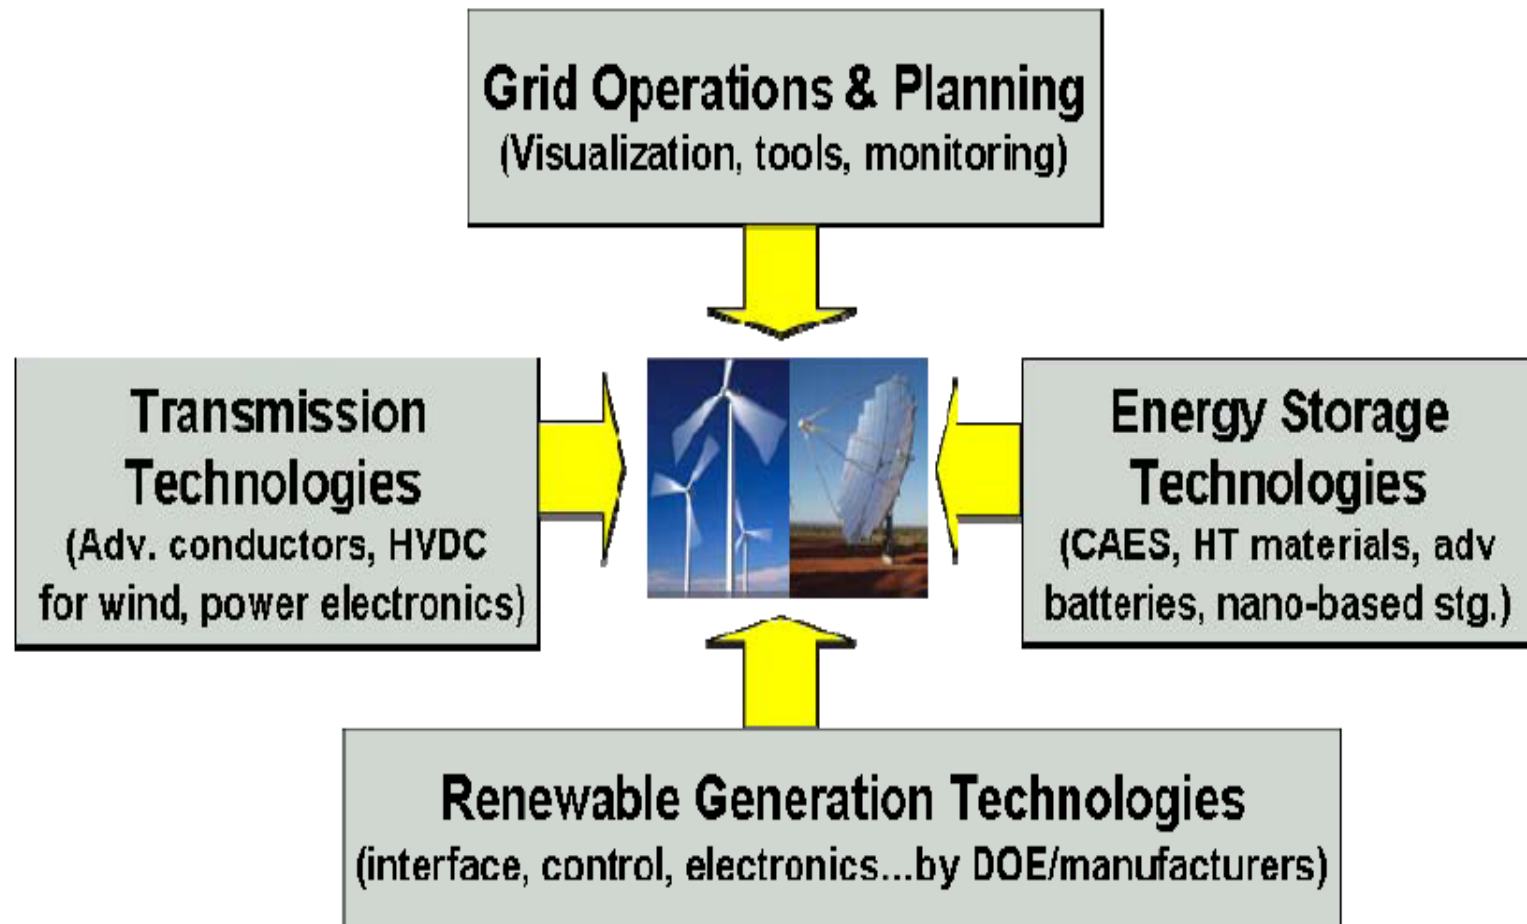 Grid Operations & Planning
(Visualization, tools, monitoring)
Transmission
Technologies
(Adv. conductors, HVDC
for wind, power electronics)
Energy Storage
Technologies
(CAES, HT materials, adv
batteries, nano-based stg.)
Renewable Generation Technologies
(interface, control, electronics...by DOE/manufacturers)